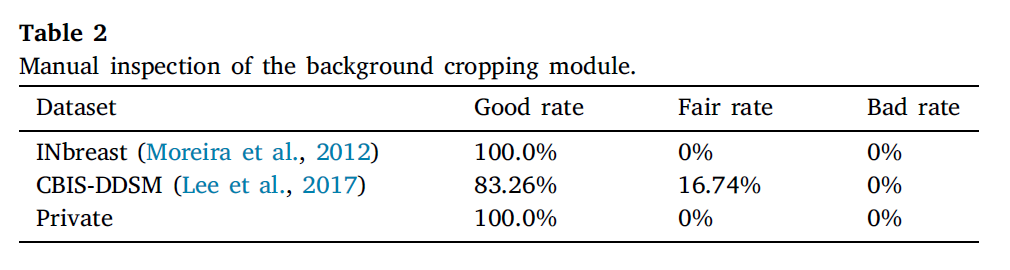 Table 2
Manual inspection of the background cropping module.
Dataset Good rate Fair rate Bad rate
INbreast (Moreira et al., 2012) 100.0% 0% 0%
CBIS-DDSM (Lee et al., 2017) 83.26% 16.74% 0%
Private 100.0% 0% 0%